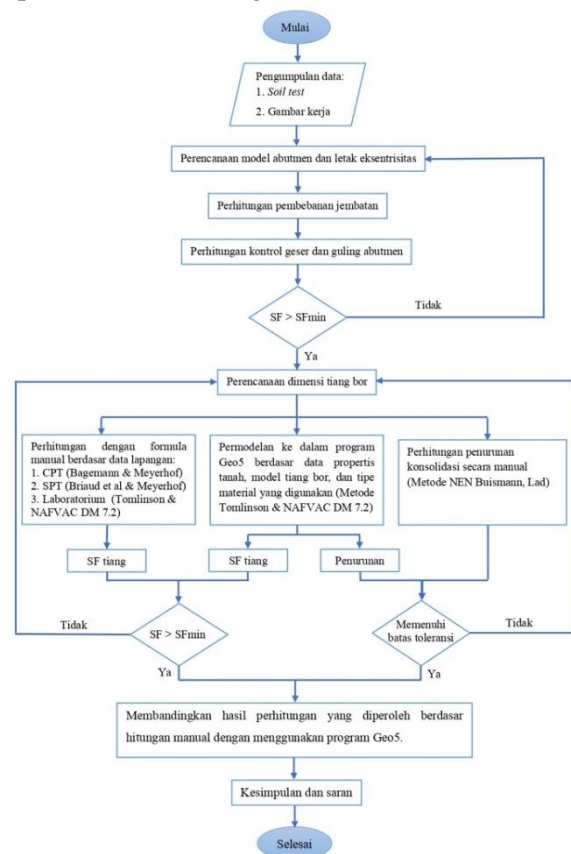 Mulai
Pengumpulan data:
1. Soil test
2. Gambar kerja
Perencanaan model abutmen dan letak eksentrisitas
Perhitungan pembebanan jembatan
Perhitungan kontrol geser dan guling abutmen
Tidak
SF > SFmin
Ya
Perencanaan dimensi tiang bor
Perhitungan dengan formula
manual berdasar data lapangan:
1. CPT (Bagemann & Meyerhof)
2. SPT (Briaud et al & Meyerhof)
3. Laboratorium (Tomlinson &
NAFVAC DM 7.2)
Permodelan ke dalam program
Geo5 berdasar data propertis
tanah, model tiang bor, dan tipe
material yang digunakan (Metode
Tomlinson & NAFVAC DM 7.2)
Perhitungan penurunan
konsolidasi secara manual
(Metode NEN Buismann, Lad)
SF tiang
SF tiang
Penurunan
Tidak
SF > SFmin
Memenuhi
batas toleransi
Tidak
Ya
Ya
Membandingkan hasil perhitungan yang diperoleh berdasar
hitungan manual dengan menggunakan program Geo5.
Kesimpulan dan saran
Selesai